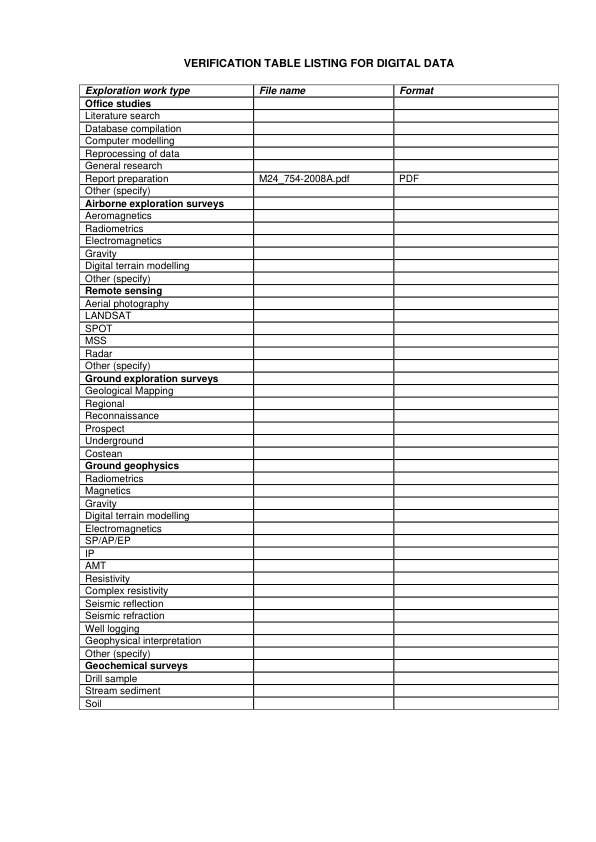 VERIFICATION TABLE LISTING FOR DIGITAL DATA
Exploration work type File name Format
Office studies
Literature search
Database compilation
Computer modelling
Reprocessing of data
General research
Report preparation M24_754-2008A.pdf PDF
Other (specify)
Airborne exploration surveys
Aeromagnetics
Radiometrics
Electromagnetics
Gravity
Digital terrain modelling
Other (specify)
Remote sensing
Aerial photography
LANDSAT
SPOT
MSS
Radar
Other (specify)
Ground exploration surveys
Geological Mapping
Regional
Reconnaissance
Prospect
Underground
Costean
Ground geophysics
Radiometrics
Magnetics
Gravity
Digital terrain modelling
Electromagnetics
SP/AP/EP
IP
AMT
Resistivity
Complex resistivity
Seismic reflection
Seismic refraction
Well logging
Geophysical interpretation
Other (specify)
Geochemical surveys
Drill sample
Stream sediment
Soil